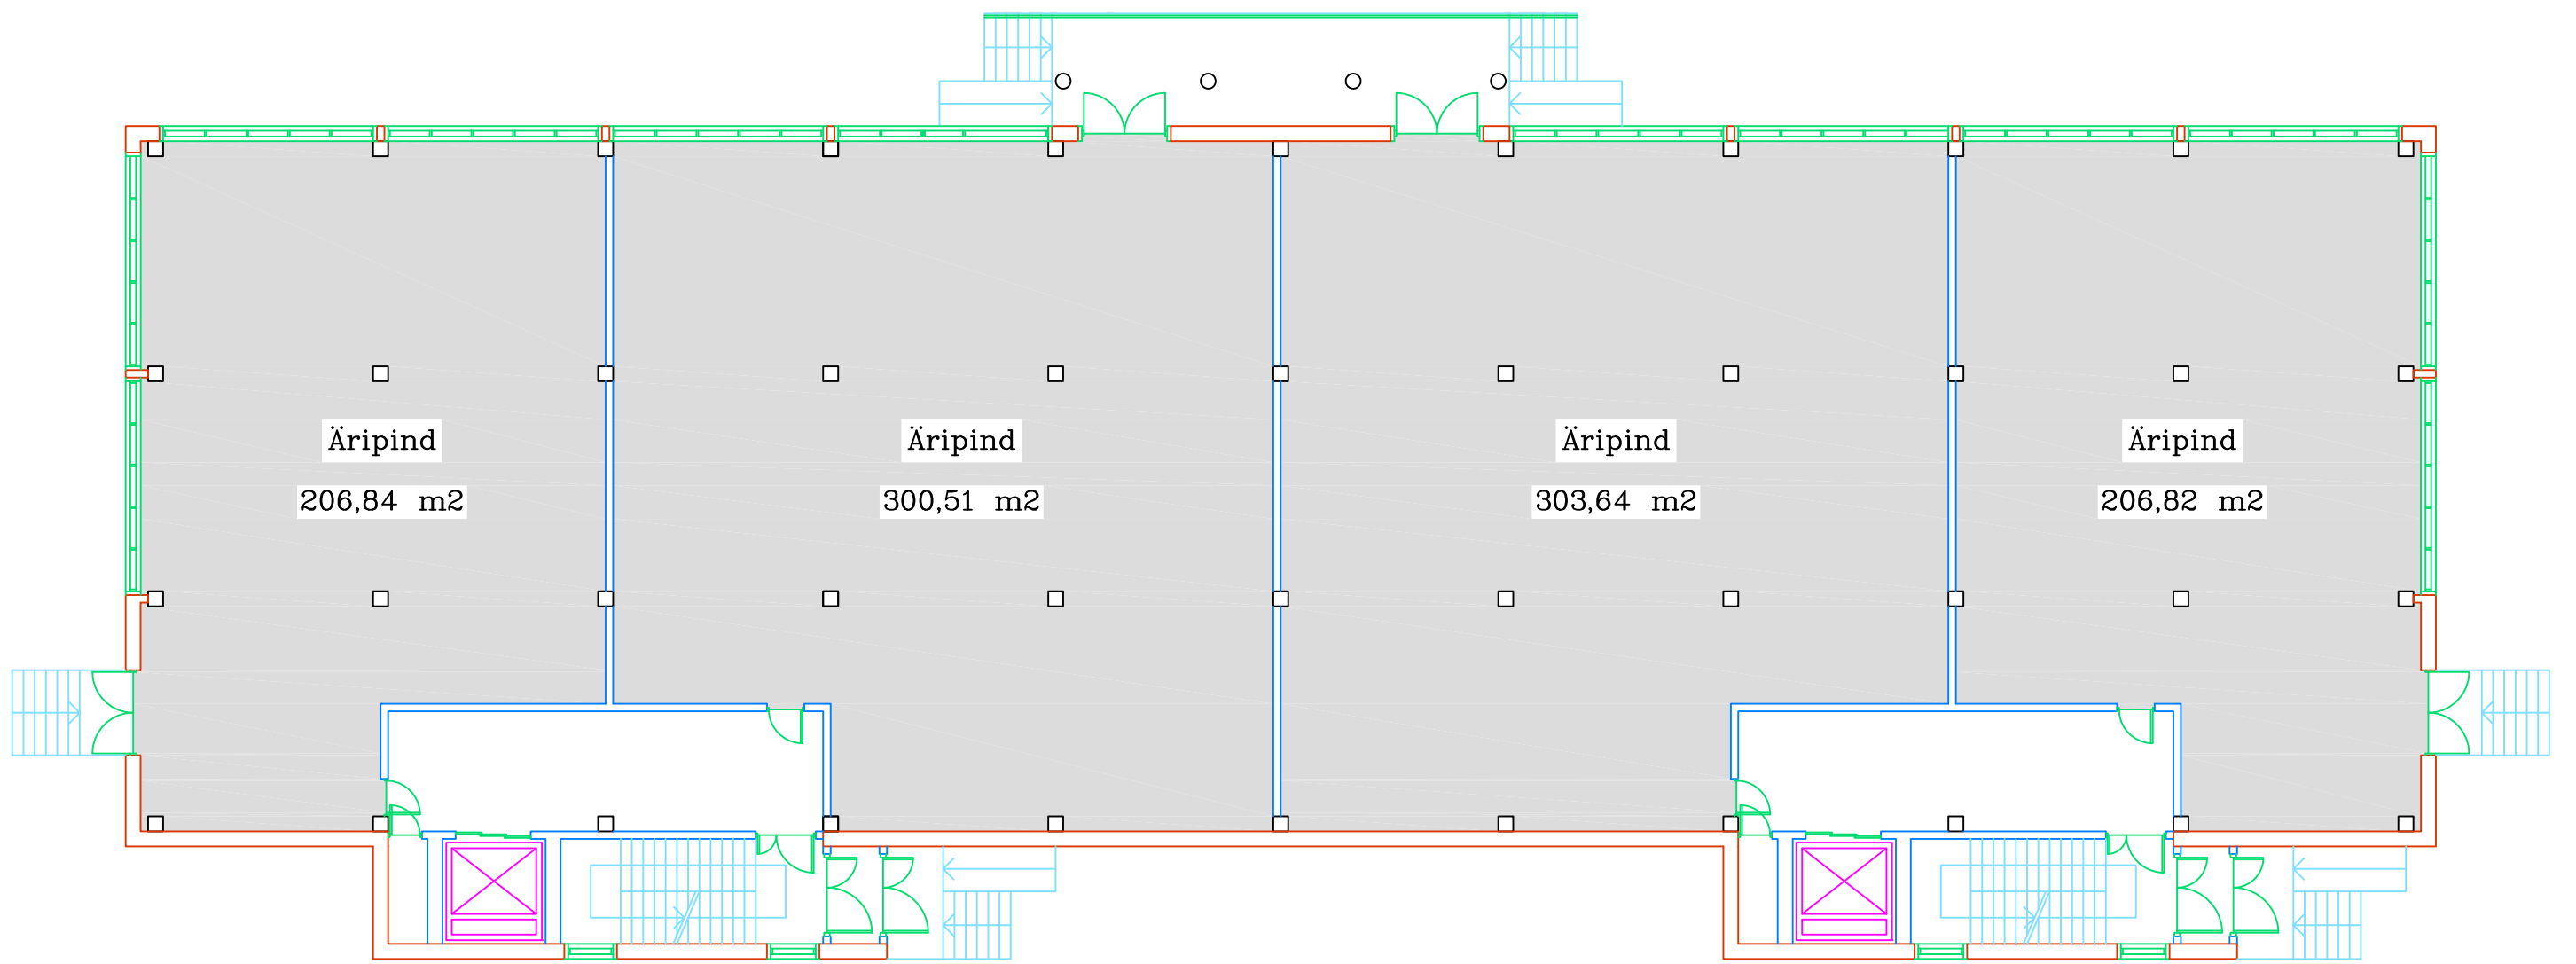 Äripind
206,84 m2
Äripind
300,51 m2
Äripind
303,64 m2
Äripind
206,82 m2